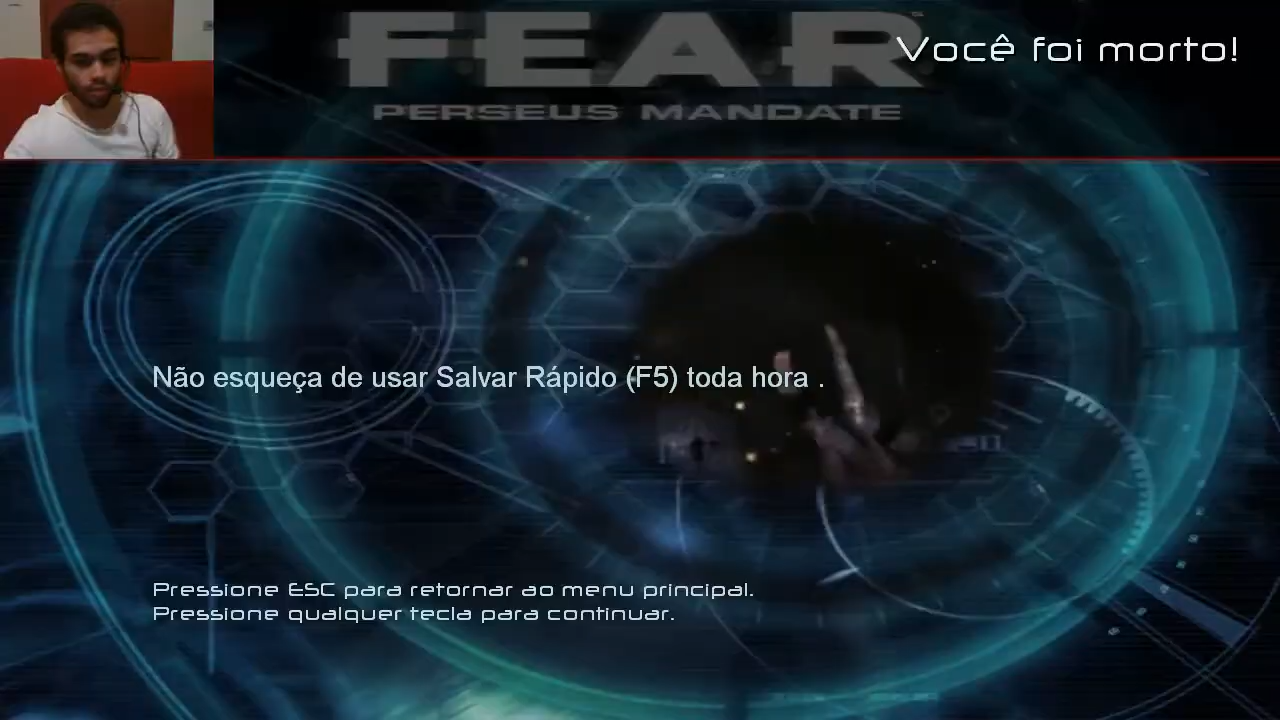 FEAR
Você foi morto!
PERSEUS MANDATE
Não esqueça de usar Salvar Rápido (F5) toda hora .
Pressione ESC para retornar ao menu principal.
Pressione qualquer tecla para continuar.